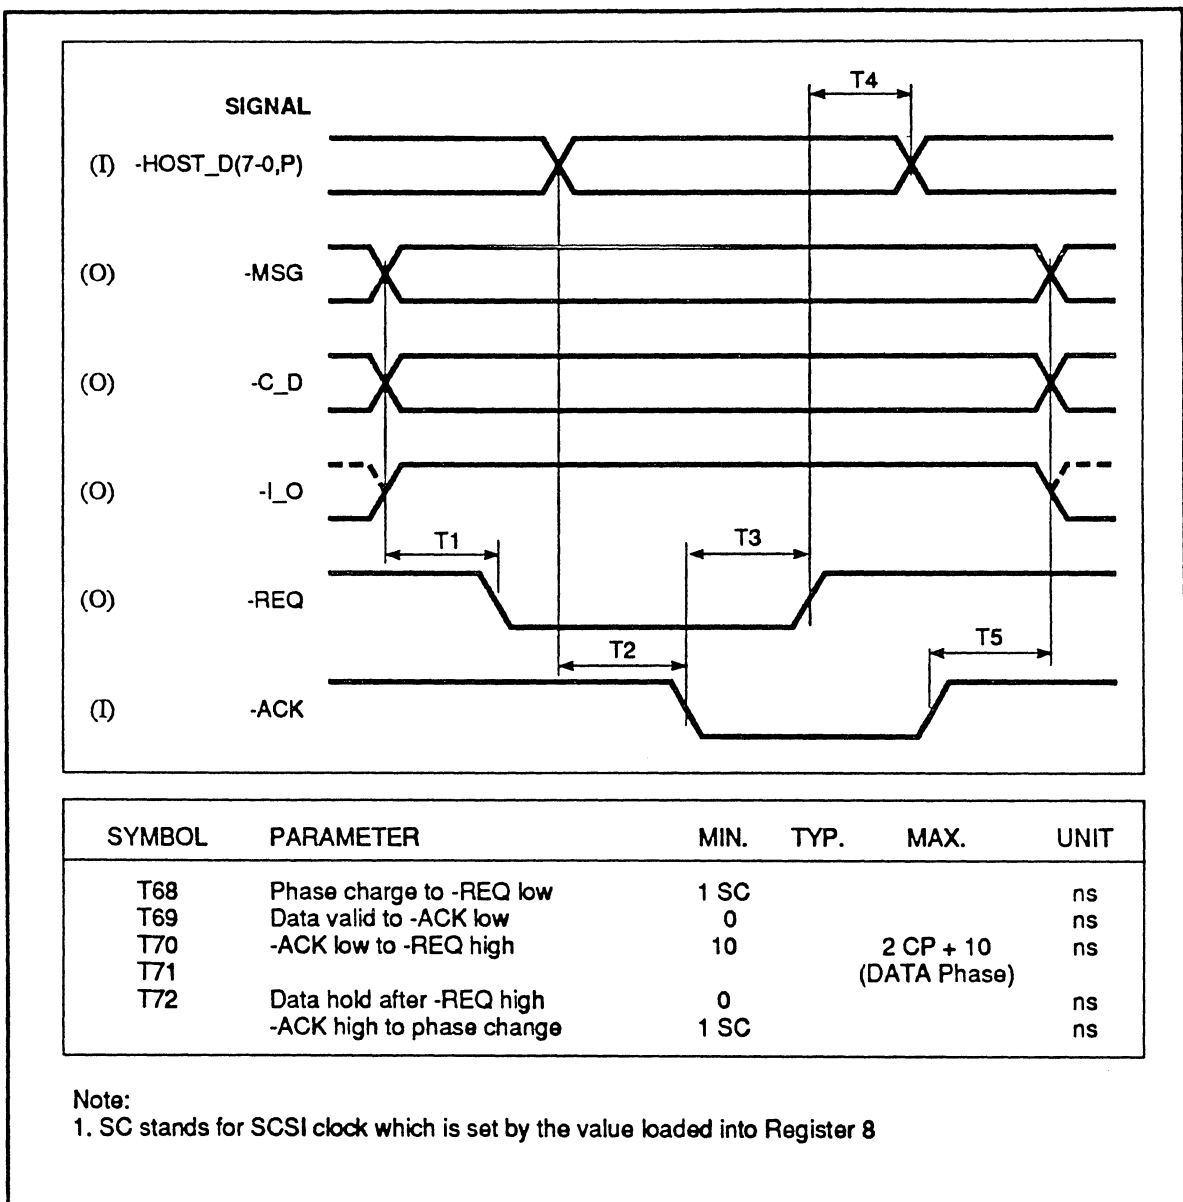 T4
SIGNAL
(I) -HOST_D(7-0,P)
(O) -MSG
(O) -C_D
(O) -I_O
T1 T3
(O) -REQ
T2 T5
(I) -ACK
SYMBOL PARAMETER MIN. TYP. MAX. UNIT
T68 Phase charge to -REQ low 1 SC ns
T69 Data valid to -ACK low 0 ns
T70 -ACK low to -REQ high 10 2 CP + 10 ns
T71 (DATA Phase)
T72 Data hold after -REQ high 0 ns
-ACK high to phase change 1 SC ns
Note:
1. SC stands for SCSI clock which is set by the value loaded into Register 8